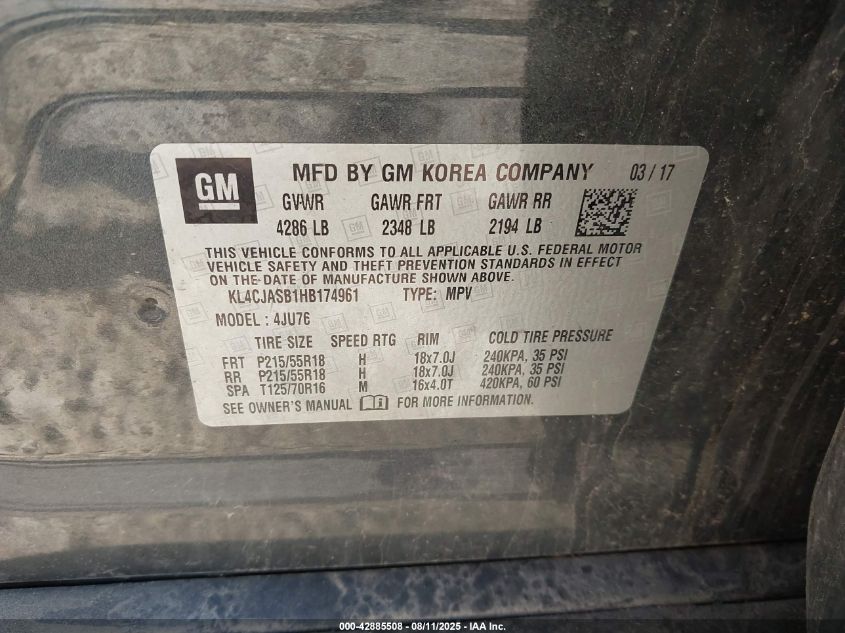 GM
MFD BY GM KOREA COMPANY 03 / 17
GVWR GAWR FRT GAWR RR
4286 LB 2348 LB 2194 LB
THIS VEHICLE CONFORMS TO ALL APPLICABLE U.S. FEDERAL MOTOR
VEHICLE SAFETY AND THEFT PREVENTION STANDARDS IN EFFECT
ON THE DATE OF MANUFACTURE SHOWN ABOVE.
KL4CJASB1HB174961 TYPE: MPV
MODEL : 4JU76
TIRE SIZE SPEED RTG RIM COLD TIRE PRESSURE
FRT P215/55R18 H 18x7.0J 240KPA, 35 PSI
RR P215/55R18 H 18x7.0J 240KPA, 35 PSI
SPA T125/70R16 M 16x4.0T 420KPA, 60 PSI
SEE OWNER'S MANUAL FOR MORE INFORMATION.
000-42885508 - 08/11/2025 - IAA Inc.